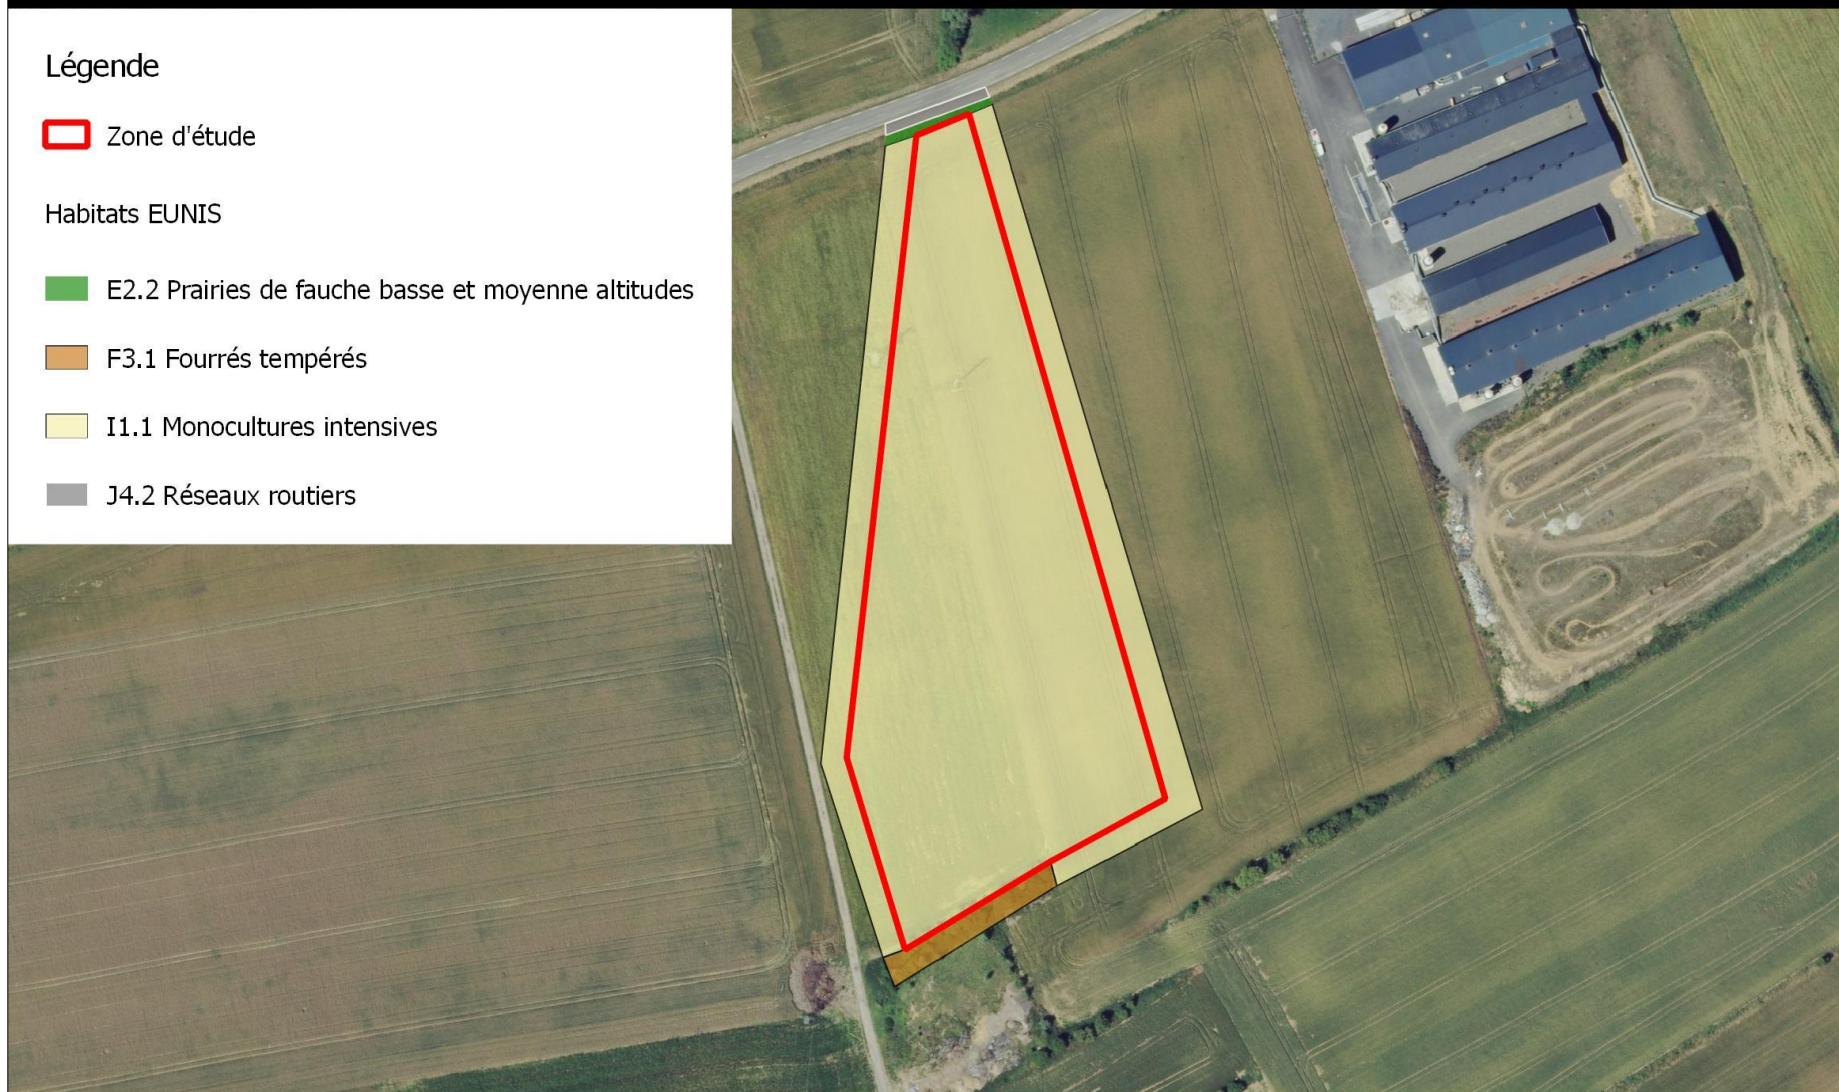 Légende
Zone d'étude
Habitats EUNIS
E2.2 Prairies de fauche basse et moyenne altitudes
F3.1 Fourrés tempérés
I1.1 Monocultures intensives
J4.2 Réseaux routiers